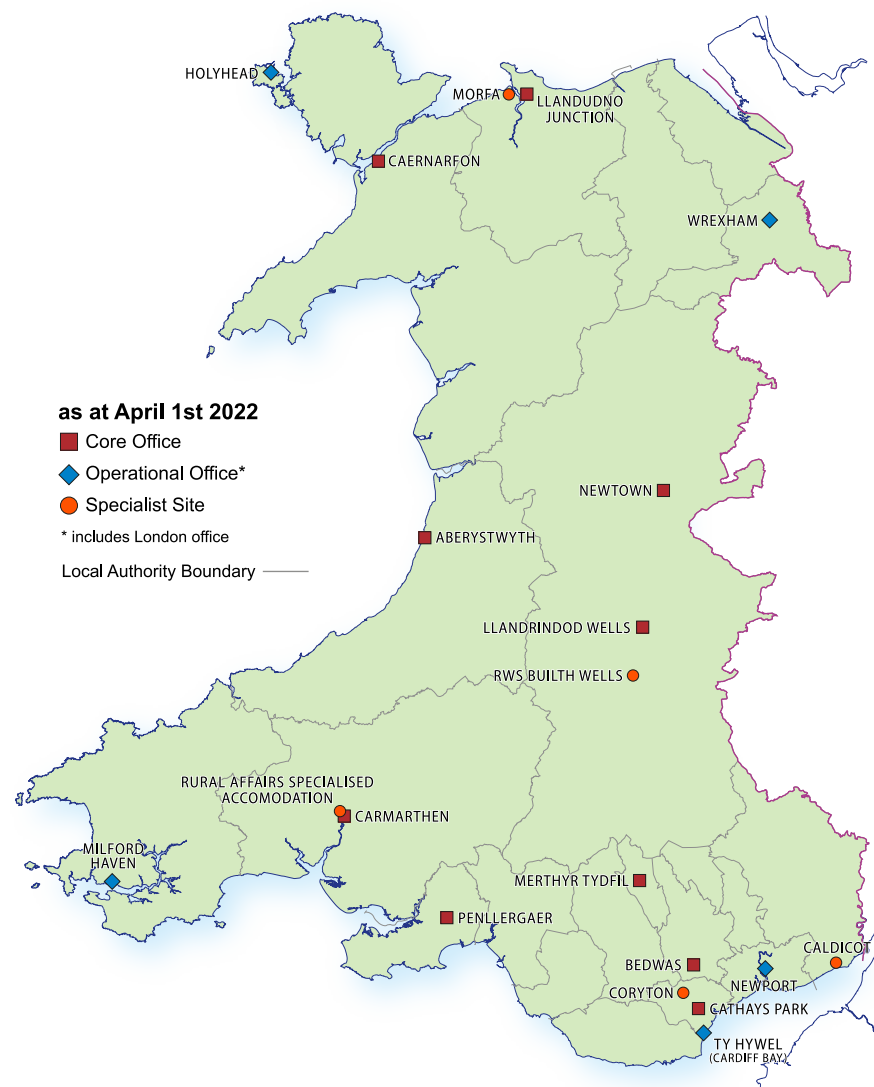 HOLYHEAD
MORFA
LLANDUDNO
JUNCTION
CAERNARFON
WREXHAM
as at April 1st 2022
Core Office
Operational Office*
Specialist Site
* includes London office
Local Authority Boundary
NEWTOWN
ABERYSTWYTH
LLANDRINDOD WELLS
RWS BUILTH WELLS
RURAL AFFAIRS SPECIALISED
ACCOMODATION
CARMARTHEN
MILFORD
HAVEN
MERTHYR TYDFIL
PENLLERGAER
CALDICOT
BEDWAS
NEWPORT
CORYTON
CATHAYS PARK
TY HYWEL
(CARDIFF BAY)